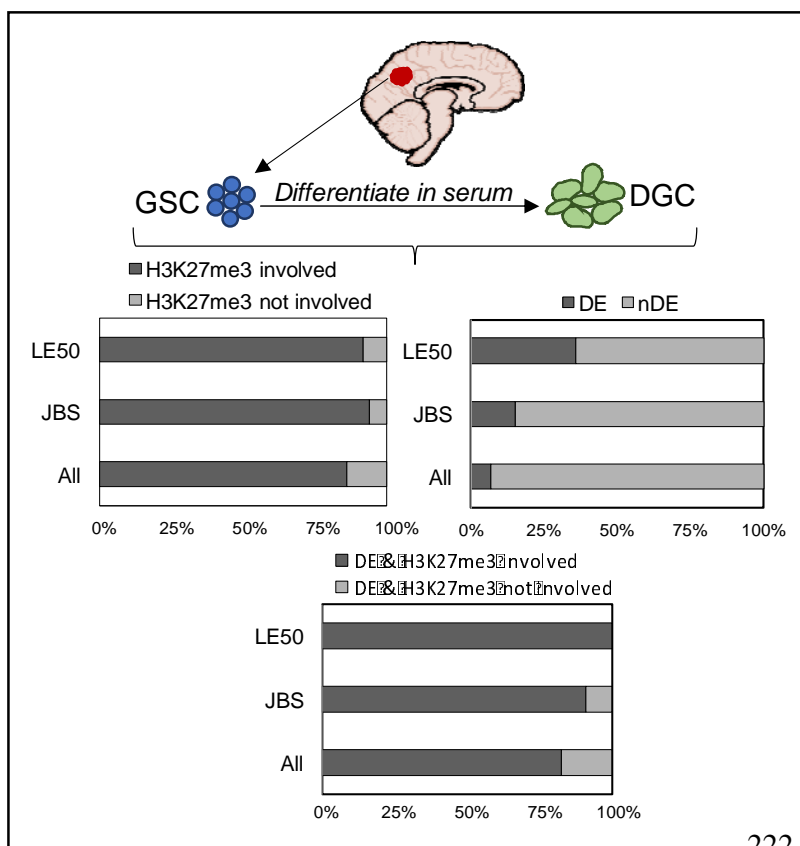 GSC Differentiate in serum DGC
H3K27me3 involved
H3K27me3 not involved
LE50
JBS
All
0% 25% 50% 75% 100%
DE nDE
LE50
JBS
All
0% 25% 50% 75% 100%
DE & H3K27me3 involved
DE & H3K27me3 not involved
LE50
JBS
All
0% 25% 50% 75% 100%